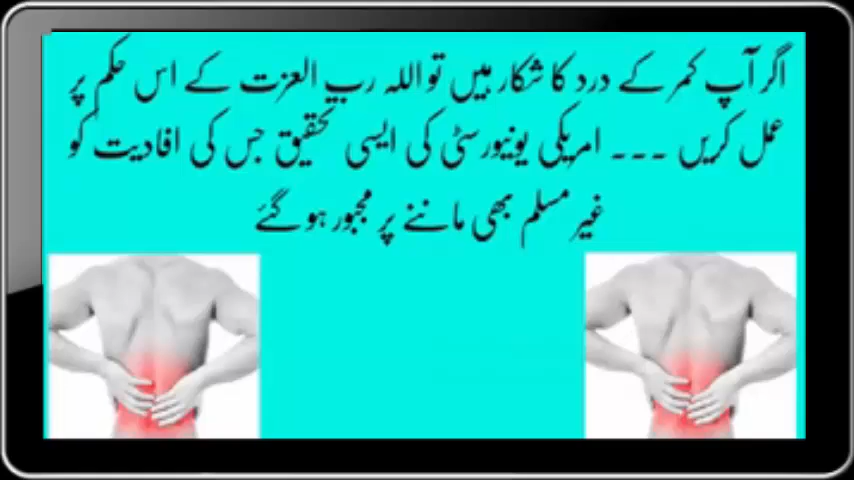 اگر آپ کمر کے درد کا شکار ہیں تو اللہ رب العزت کے اس حکم پر
عمل کریں ۔۔۔ امریکی یونیورسٹی کی ایسی تحقیق جس کی افادیت کو
غیر مسلم بھی ماننے پر مجبور ہو گئے